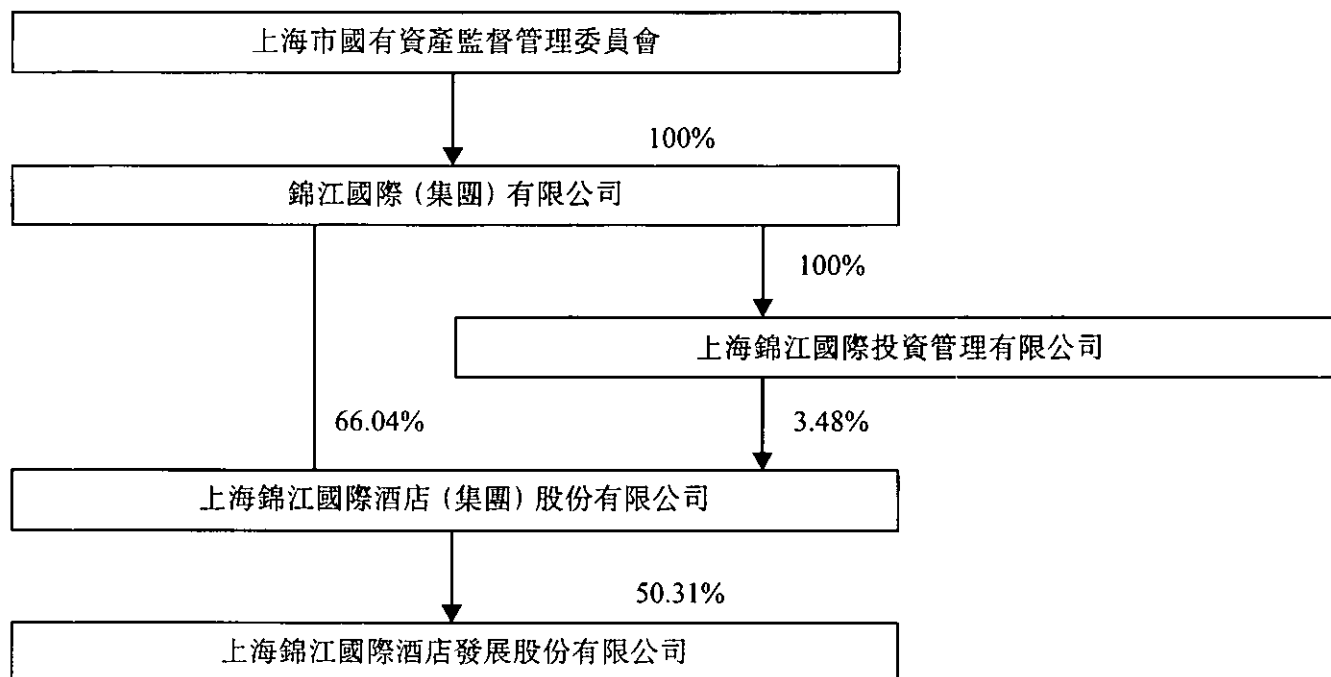 上海市國有資產監督管理委員會
100%
錦江國際（集團）有限公司
100%
上海錦江國際投資管理有限公司
66.04%
3.48%
上海錦江國際酒店（集團）股份有限公司
50.31%
上海錦江國際酒店發展股份有限公司